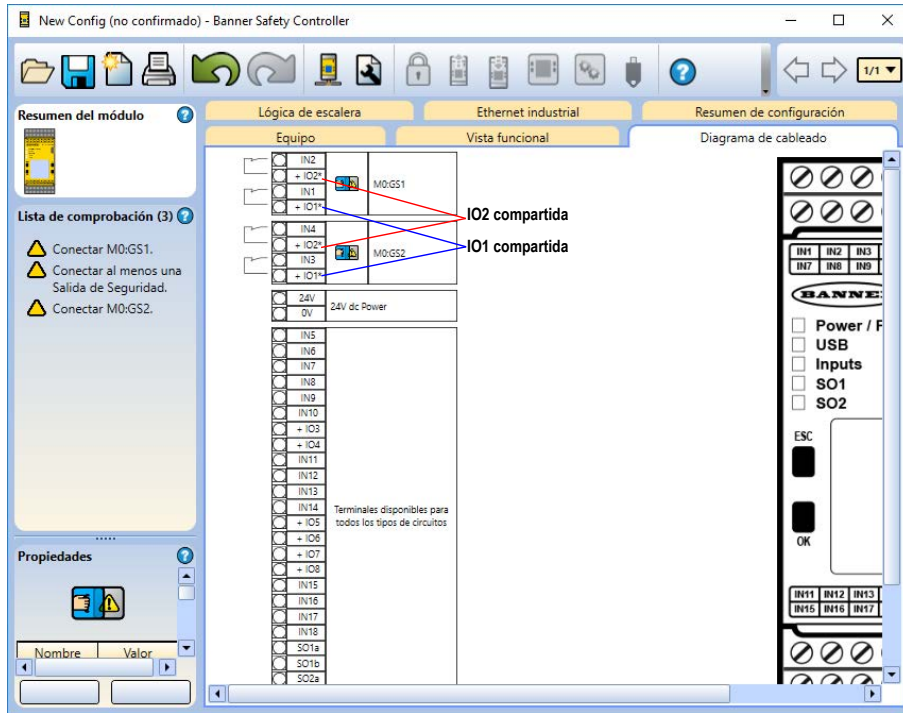 New Config (no confirmado) - Banner Safety Controller
1/1
Resumen del módulo
Lógica de escalera
Ethernet industrial
Resumen de configuración
Equipo
Vista funcional
Diagrama de cableado
Lista de comprobación (3)
Conectar M0:GS1.
Conectar al menos una
Salida de Seguridad.
Conectar M0:GS2.
Propiedades
Nombre
Valor
IN2
+ IO2*
IN1
+ IO1*
M0:GS1
IN4
+ IO2*
IN3
+ IO1*
M0:GS2
IO2 compartida
IO1 compartida
24V
0V
24V dc Power
IN5
IN6
IN7
IN8
IN9
IN10
+ IO3
+ IO4
IN11
IN12
IN13
IN14
+ IO5
+ IO6
+ IO7
+ IO8
IN15
IN16
IN17
IN18
SO1a
SO1b
SO2a
Terminales disponibles para
todos los tipos de circuitos
IN1 IN2 IN3
IN7 IN8 IN9
BANNE
Power / F
USB
Inputs
SO1
SO2
ESC
OK
IN11 IN12 IN13
IN15 IN16 IN17